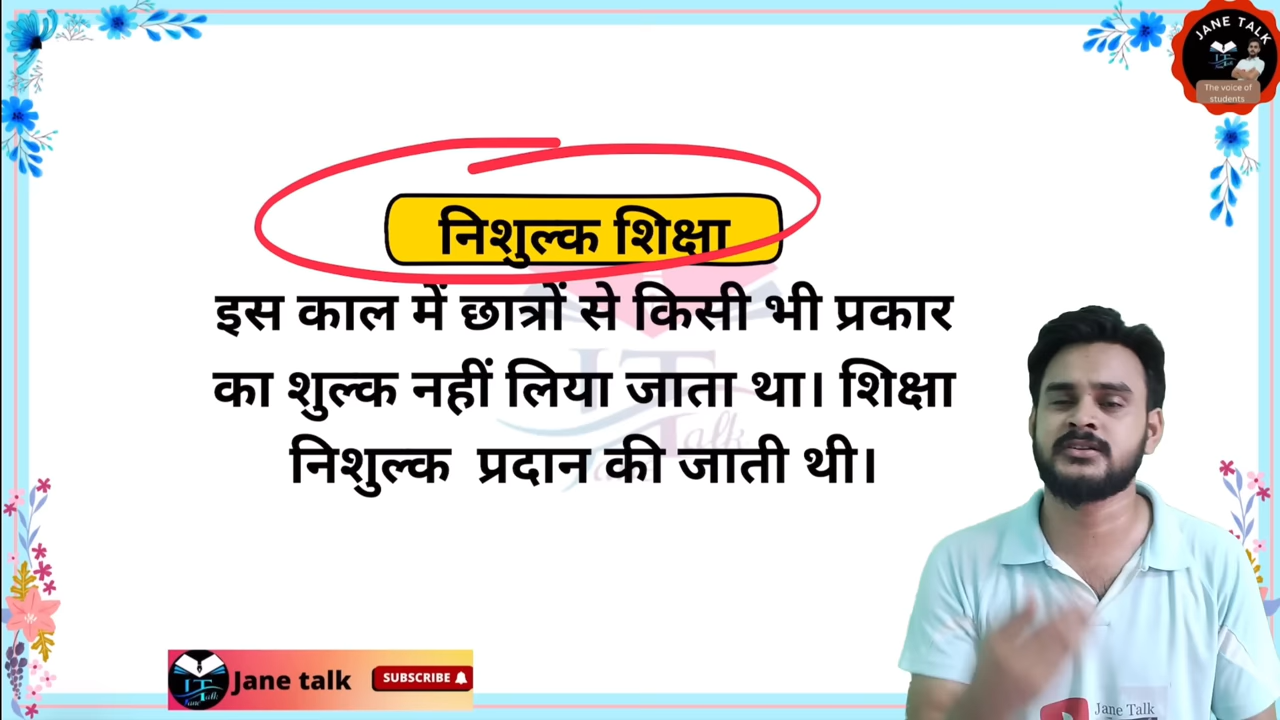 JANE TALK
The voice of
students
निशुल्क शिक्षा
इस काल में छात्रों से किसी भी प्रकार
का शुल्क नहीं लिया जाता था। शिक्षा
निशुल्क प्रदान की जाती थी।
Jane talk
SUBSCRIBE
Jane Talk